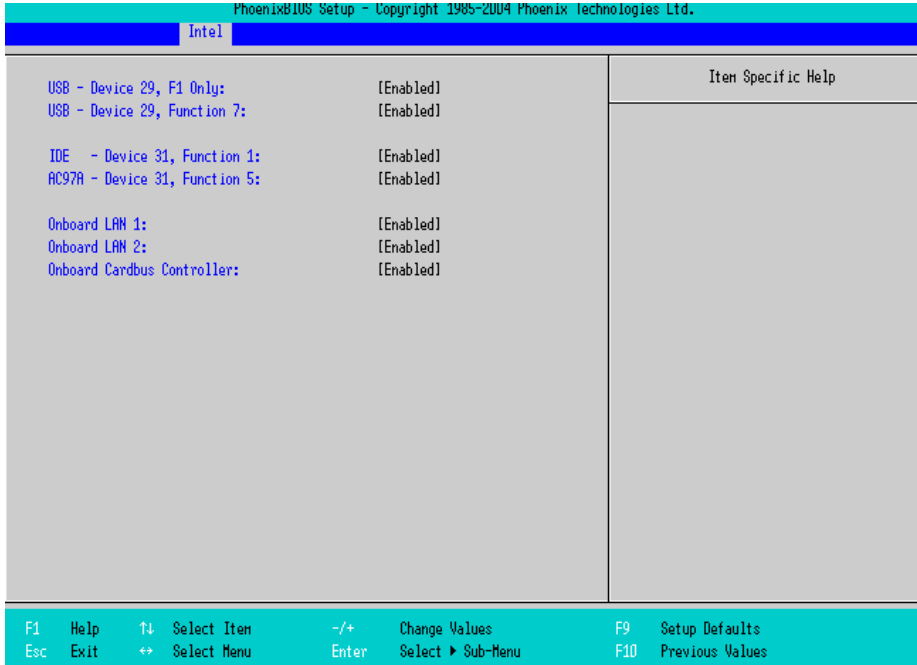 PhoenixBIOS Setup - Copyright 1985-2004 Phoenix Technologies Ltd.
Intel
Item Specific Help
USB - Device 29, F1 Only: [Enabled]
USB - Device 29, Function 7: [Enabled]
IDE - Device 31, Function 1: [Enabled]
AC97A - Device 31, Function 5: [Enabled]
Onboard LAN 1: [Enabled]
Onboard LAN 2: [Enabled]
Onboard Cardbus Controller: [Enabled]
F1 Help ↑↓ Select Item -/+ Change Values F9 Setup Defaults
Esc Exit ↔ Select Menu Enter Select ▶ Sub-Menu F10 Previous Values